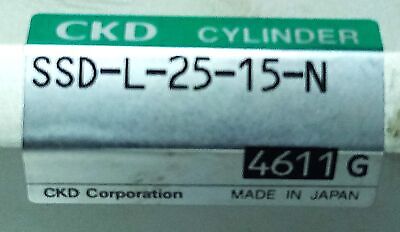 CKD CYLINDER
SSD-L-25-15-N
4611 G
CKD Corporation MADE IN JAPAN